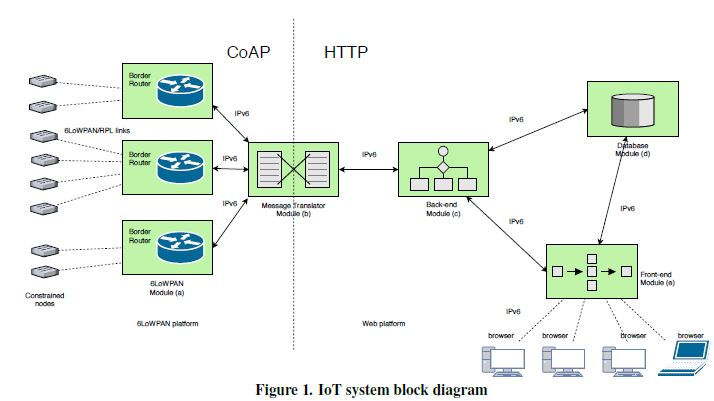 CoAP
HTTP
Border
Router
IPv6
6LoWPAN/RPL links
Border
Router
IPv6
IPv6
IPv6
IPv6
Database
Module (d)
Message Translator
Module (b)
Back-end
Module (c)
IPv6
Border
Router
IPv6
IPv6
6LoWPAN
Module (a)
Front-end
Module (e)
Constrained
nodes
6LoWPAN platform
Web platform
IPv6
browser
browser
browser
browser
Figure 1. IoT system block diagram